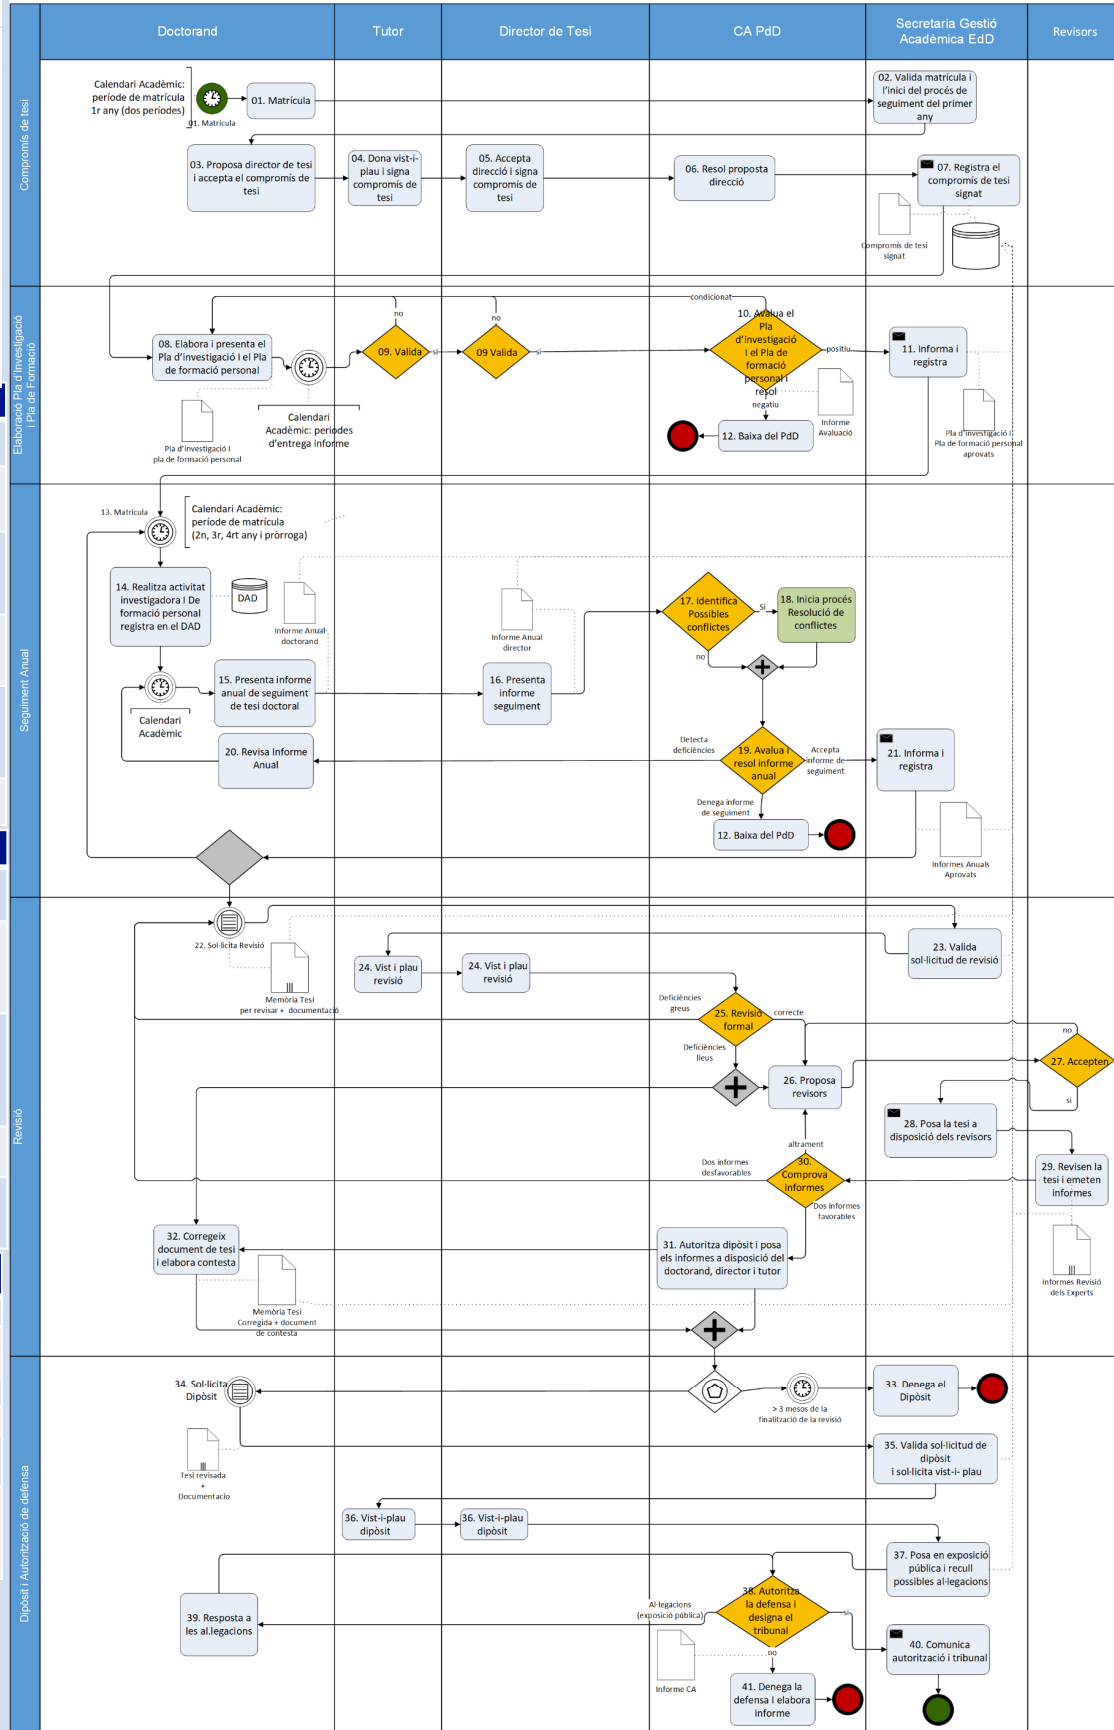 Doctorand
Tutor
Director de Tesi
CA PdD
Secretaria Gestió
Acadèmica EdD
Revisors
Compromís de tesi
Calendari Acadèmic:
període de matrícula
1r any (dos períodes)
01. Matrícula
01. Matrícula
02. Valida matrícula i
l'inici del procés de
seguiment del primer
any
03. Proposa director de tesi
i accepta el compromís de
tesi
04. Dona vist-i-
plau i signa
compromís de
tesi
05. Accepta
direcció i signa
compromís de
tesi
06. Resol proposta
direcció
07. Registra el
compromís de tesi
signat
Compromís de tesi
signat
Elaboració Pla d'Investigació
i Pla de Formació
condicionat
no
no
08. Elabora i presenta el
Pla d'investigació I el Pla
de formació personal
09. Valida
si
09 Valida
si
10. Avalua el
Pla
d'investigació
I el Pla de
formació
personal i
resol
positiu
negatiu
11. Informa i
registra
Calendari
Acadèmic: periodes
d'entrega informe
Pla d'investigació I
pla de formació personal
Informe
Avaluació
12. Baixa del PdD
Pla d'investigació I
Pla de formació personal
aprovats
Seguiment Anual
13. Matricula
Calendari Acadèmic:
període de matrícula
(2n, 3r, 4rt any i pròrroga)
14. Realitza activitat
investigadora I De
formació personal
registra en el DAD
DAD
Informe Anual
doctorand
Informe Anual
director
17. Identifica
Possibles
conflictes
Si
no
18. Inicia procés
Resolució de
conflictes
Calendari
Acadèmic
15. Presenta informe
anual de seguiment
de tesi doctoral
16. Presenta
informe
seguiment
20. Revisa Informe
Anual
Detecta
deficiències
19. Avalua I
resol informe
anual
Accepta
informe de
seguiment
21. Informa i
registra
Denega informe
de seguiment
12. Baixa del PdD
Informes Anuals
Aprovats
Revisió
22. Sol·licita Revisió
Memòria Tesi
per revisar + documentació
24. Vist i plau
revisió
24. Vist i plau
revisió
23. Valida
sol·licitud de revisió
Deficiències
greus
25. Revisió
formal
correcte
Deficiències
lleus
26. Proposa
revisors
no
27. Accepten
si
28. Posa la tesi a
disposició dels revisors
altrament
Dos informes
desfavorables
30.
Comprova
informes
Dos informes
favorables
29. Revisen la
tesi i emeten
informes
32. Corregeix
document de tesi
i elabora contesta
31. Autoritza dipòsit i posa
els informes a disposició del
doctorand, director i tutor
Informes Revisió
dels Experts
Memòria Tesi
Corregida + document
de contesta
Dipòsit i Autorització de defensa
34. Sol·licita
Dipòsit
> 3 mesos de la
finalització de la revisió
33. Denega el
Dipòsit
Tesi revisada
+
Documentacio
35. Valida sol·licitud de
dipòsit
i sol·licita vist-i- plau
36. Vist-i-plau
dipòsit
36. Vist-i-plau
dipòsit
37. Posa en exposició
pública i recull
possibles al·legacions
39. Resposta a
les al.legacions
Al·legacions
(exposició pública)
38. Autoritza
la defensa i
designa el
tribunal
si
no
Informe CA
40. Comunica
autorització i tribunal
41. Denega la
defensa I elabora
informe